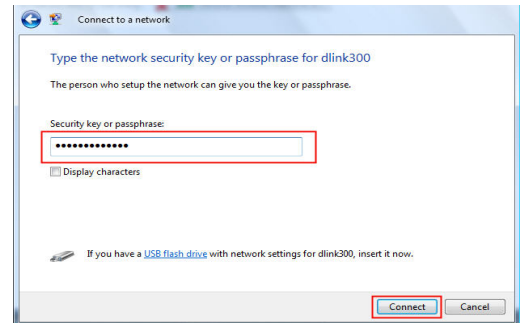 Connect to a network
Type the network security key or passphrase for dlink300
The person who setup the network can give you the key or passphrase.
Security key or passphrase:
•••••••••••••
Display characters
If you have a USB flash drive with network settings for dlink300, insert it now.
Connect Cancel